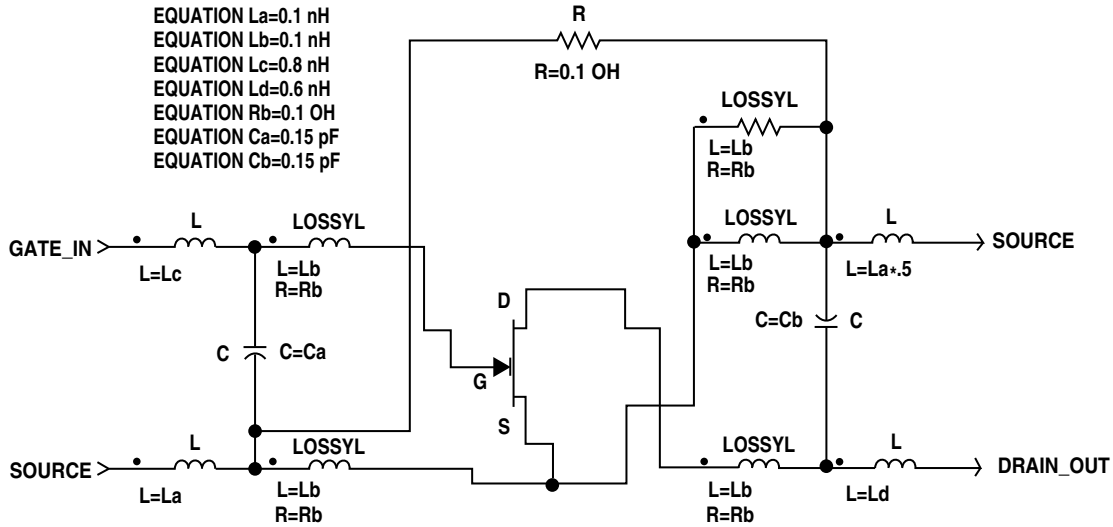 EQUATION La=0.1 nH
EQUATION Lb=0.1 nH
EQUATION Lc=0.8 nH
EQUATION Ld=0.6 nH
EQUATION Rb=0.1 OH
EQUATION Ca=0.15 pF
EQUATION Cb=0.15 pF
R
R=0.1 OH
LOSSYL
L=Lb
R=Rb
L
LOSSYL
LOSSYL
L
GATE_IN
SOURCE
L=Lc
L=Lb
R=Rb
L=Lb
R=Rb
L=La*.5
D
C=Cb
C
C
C=Ca
G
S
L
LOSSYL
LOSSYL
L
SOURCE
DRAIN_OUT
L=La
L=Lb
R=Rb
L=Lb
R=Rb
L=Ld